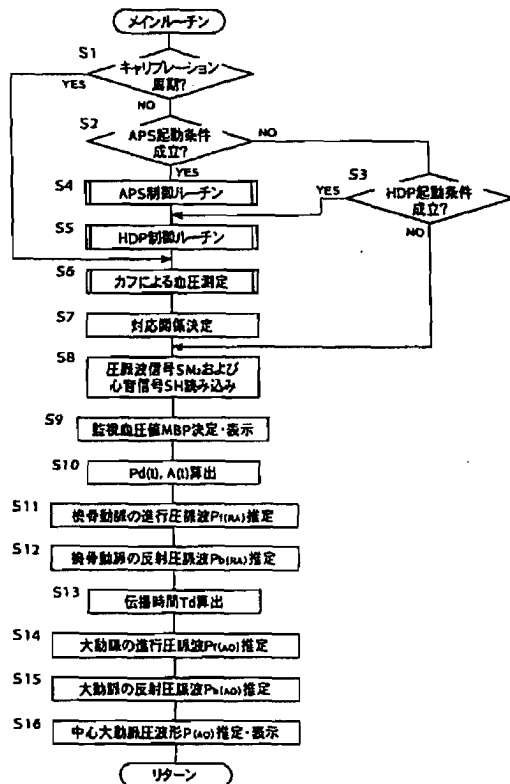 メインルーチン
S1
キャリブレーション
周期?
YES
NO
S2
APS起動条件
成立?
NO
YES
S3
HDP起動条件
成立?
YES
NO
S4
APS制御ルーチン
S5
HDP制御ルーチン
S6
カフによる血圧測定
S7
対応関係決定
S8
圧脈波信号SM₂および
心音信号SH読み込み
S9
監視血圧値MBP決定・表示
S10
Pd(t), A(t)算出
S11
橈骨動脈の進行圧脈波Pf(RA)推定
S12
橈骨動脈の反射圧脈波Pb(RA)推定
S13
伝播時間Td算出
S14
大動脈の進行圧脈波Pf(AO)推定
S15
大動脈の反射圧脈波Pb(AO)推定
S16
中心大動脈圧波形P(AO)推定・表示
リターン